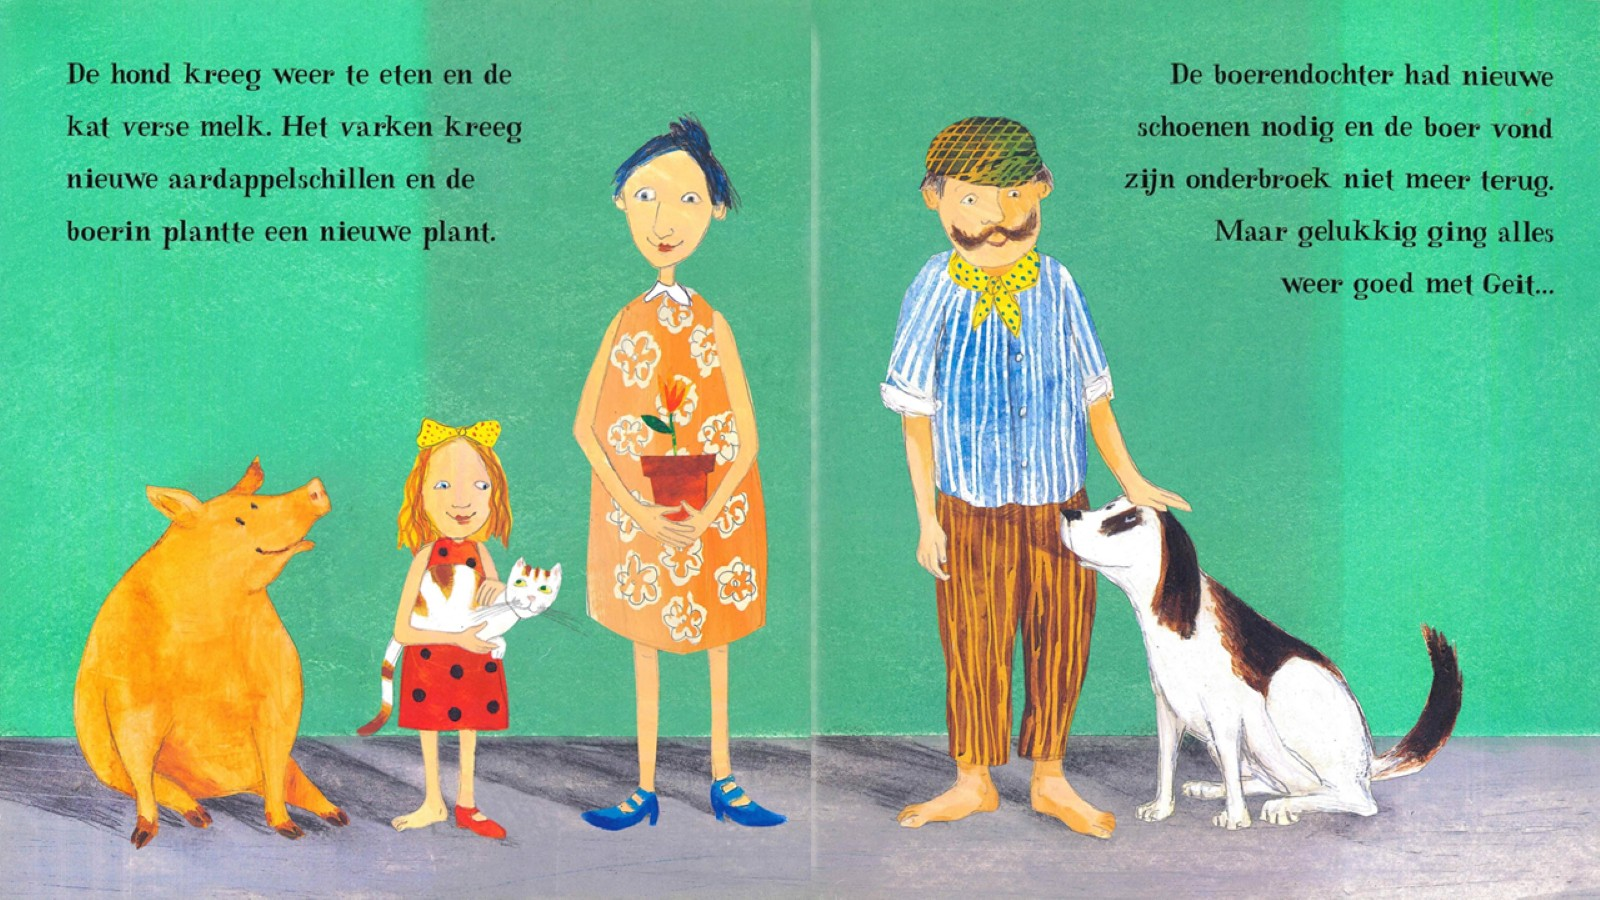 De hond kreeg weer te eten en de
kat verse melk. Het varken kreeg
nieuwe aardappelschillen en de
boerin plantte een nieuwe plant.
De boerendochter had nieuwe
schoenen nodig en de boer vond
zijn onderbroek niet meer terug.
Maar gelukkig ging alles
weer goed met Geit...